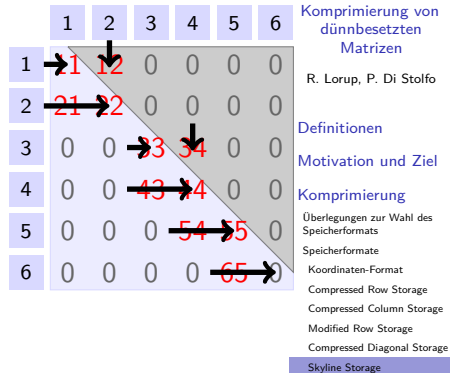 1 2 3 4 5 6
1 11 12 0 0 0 0
2 21 22 0 0 0 0
3 0 0 33 34 0 0
4 0 0 43 44 0 0
5 0 0 0 54 55 0
6 0 0 0 0 65 0
Komprimierung von
dünnbesetzten
Matrizen
R. Lorup, P. Di Stolfo
Definitionen
Motivation und Ziel
Komprimierung
Überlegungen zur Wahl des
Speicherformats
Speicherformate
Koordinaten-Format
Compressed Row Storage
Compressed Column Storage
Modified Row Storage
Compressed Diagonal Storage
Skyline Storage